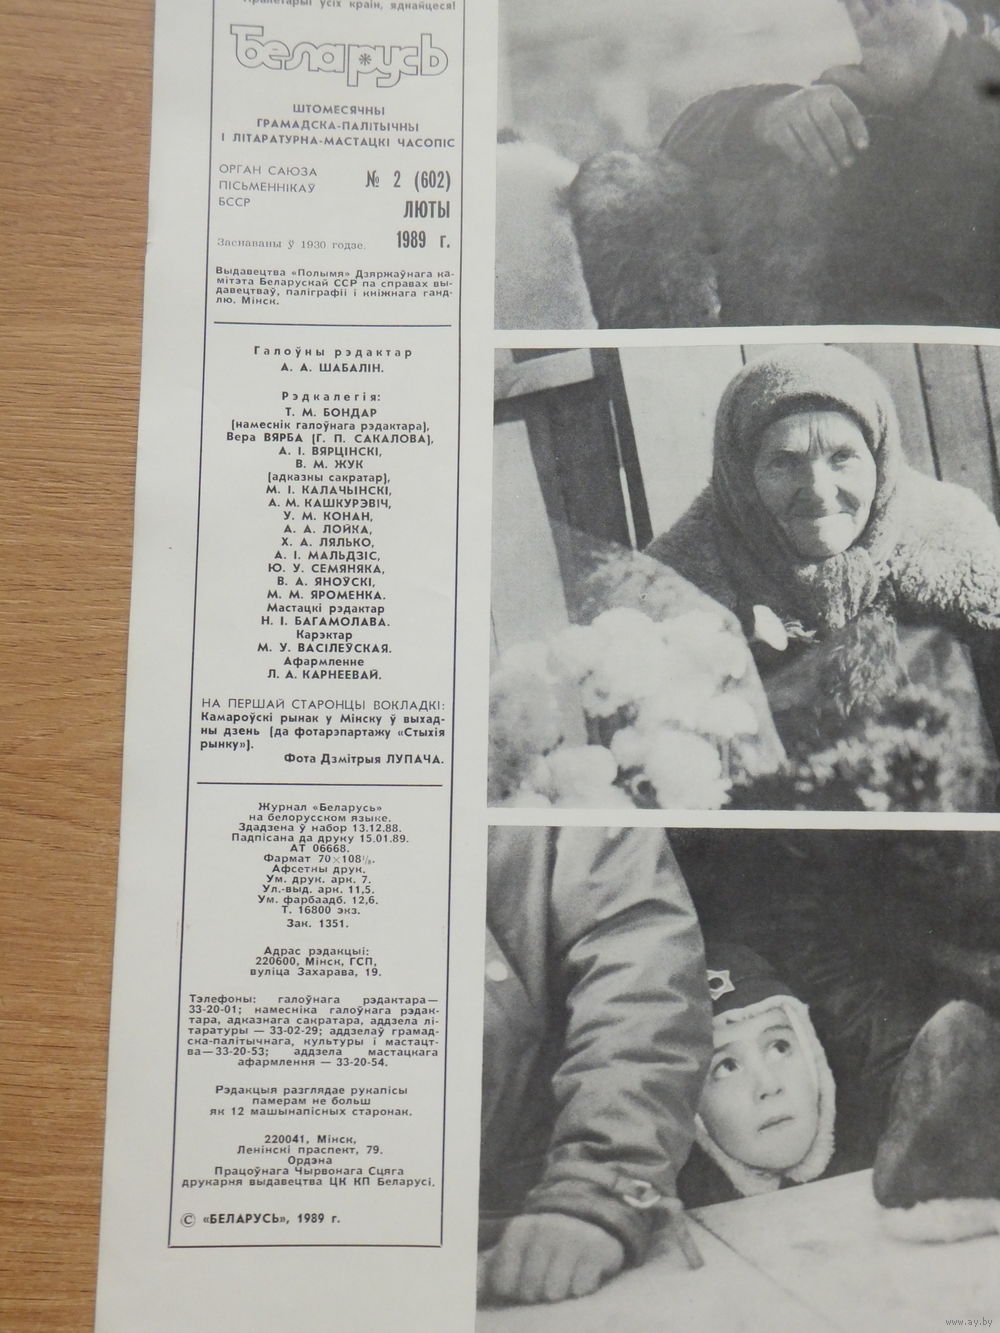 Пралетарыі ўсіх краін, яднайцеся!
Беларусь
ШТОМЕСЯЧНЫ
ГРАМАДСКА-ПАЛІТЫЧНЫ
І ЛІТАРАТУРНА-МАСТАЦКІ ЧАСОПІС
ОРГАН САЮЗА
ПІСЬМЕННІКАЎ
БССР
№ 2 (602)
ЛЮТЫ
1989 г.
Заснаваны ў 1930 годзе.
Выдавецтва «Полымя» Дзяржаўнага ка-
мітэта Беларускай ССР па справах вы-
давецтваў, паліграфіі і кніжнага ганд-
лю. Мінск.
Галоўны рэдактар
А. А. ШАБАЛІН.
Рэдкалегія:
Т. М. БОНДАР
(намеснік галоўнага рэдактара),
Вера ВЯРБА (Г. П. САКАЛОВА),
А. І. ВЯРЦІНСКІ,
В. М. ЖУК
(адказны сакратар),
М. І. КАЛАЧЫНСКІ,
А. М. КАШКУРЭВІЧ,
У. М. КОНАН,
А. А. ЛОЙКА,
Х. А. ЛЯЛЬКО,
А. І. МАЛЬДЗІС,
Ю. У. СЕМЯНЯКА,
В. А. ЯНОЎСКІ,
М. М. ЯРОМЕНКА.
Мастацкі рэдактар
Н. І. БАГАМОЛАВА.
Карэктар
М. У. ВАСІЛЕЎСКАЯ.
Афармленне
Л. А. КАРНЕЕВАЙ.
НА ПЕРШАЙ СТАРОНЦЫ ВОКЛАДКІ:
Камароўскі рынак у Мінску ў выхад-
ны дзень (да фотарэпартажу «Стыхія
рынку»).
Фота Дзмітрыя ЛУПАЧА.
Журнал «Беларусь»
на белорусском языке.
Здадзена ў набор 13.12.88.
Падпісана да друку 15.01.89.
АТ 06668.
Фармат 70×108¹/₈.
Афсетны друк.
Ум. друк. арк. 7.
Ул.-выд. арк. 11,5.
Ум. фарбаадб. 12,6.
Т. 16800 экз.
Зак. 1351.
Адрас рэдакцыі:
220600, Мінск, ГСП,
вуліца Захарава, 19.
Тэлефоны: галоўнага рэдактара—
33-20-01; намесніка галоўнага рэдак-
тара, адказнага сакратара, аддзела лі-
таратуры — 33-02-29; аддзелаў грамад-
ска-палітычнага, культуры і мастацт-
ва—33-20-53; аддзела мастацкага
афармлення — 33-20-54.
Рэдакцыя разглядае рукапісы
памерам не больш
як 12 машынапісных старонак.
220041, Мінск,
Ленінскі праспект, 79.
Ордэна
Працоўнага Чырвонага Сцяга
друкарня выдавецтва ЦК КП Беларусі.
© «БЕЛАРУСЬ», 1989 г.
www.ay.by